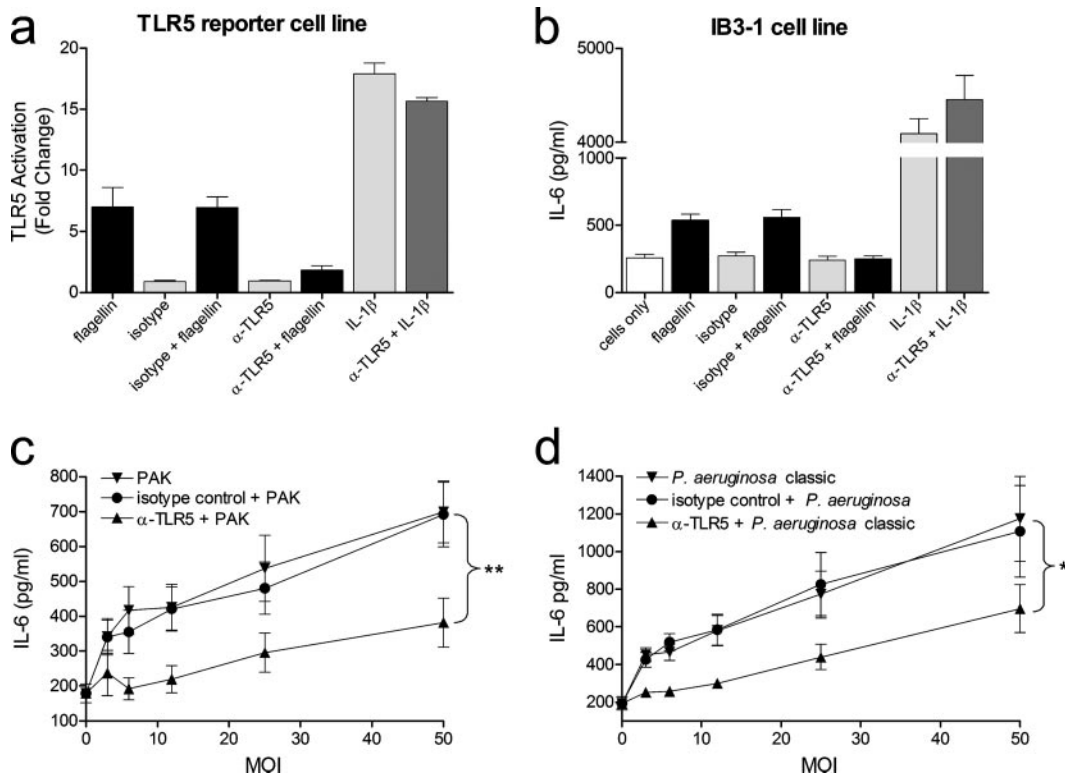 a
TLR5 reporter cell line
TLR5 Activation
(Fold Change)
20
15
10
5
0
flagellin
isotype
isotype + flagellin
α-TLR5
α-TLR5 + flagellin
IL-1β
α-TLR5 + IL-1β
b
IB3-1 cell line
IL-6 (pg/ml)
5000
4000
1000
500
0
cells only
flagellin
isotype
isotype + flagellin
α-TLR5
α-TLR5 + flagellin
IL-1β
α-TLR5 + IL-1β
c
PAK
isotype control + PAK
α-TLR5 + PAK
IL-6 (pg/ml)
800
700
600
500
400
300
200
100
0 10 20 30 40 50
MOI
**
d
P. aeruginosa classic
isotype control + P. aeruginosa
α-TLR5 + P. aeruginosa classic
IL-6 pg/ml)
1400
1200
1000
800
600
400
200
0 10 20 30 40 50
MOI
*